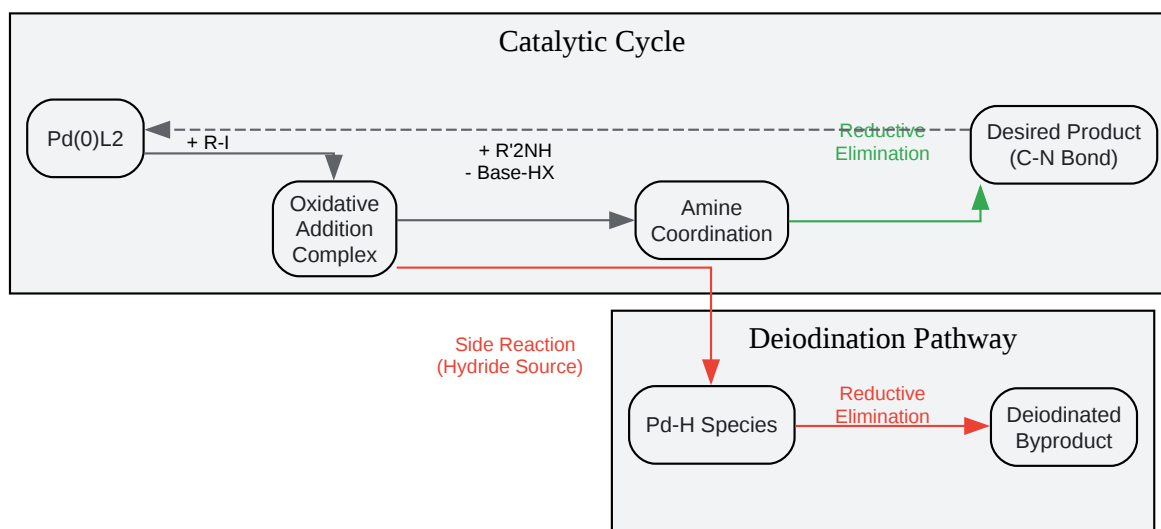 Catalytic Cycle
Pd(0)L2
+ R-I
+ R'2NH
- Base-HX
Reductive
Elimination
Desired Product
(C-N Bond)
Oxidative
Addition
Complex
Amine
Coordination
Side Reaction
(Hydride Source)
Deiodination Pathway
Pd-H Species
Reductive
Elimination
Deiodinated
Byproduct